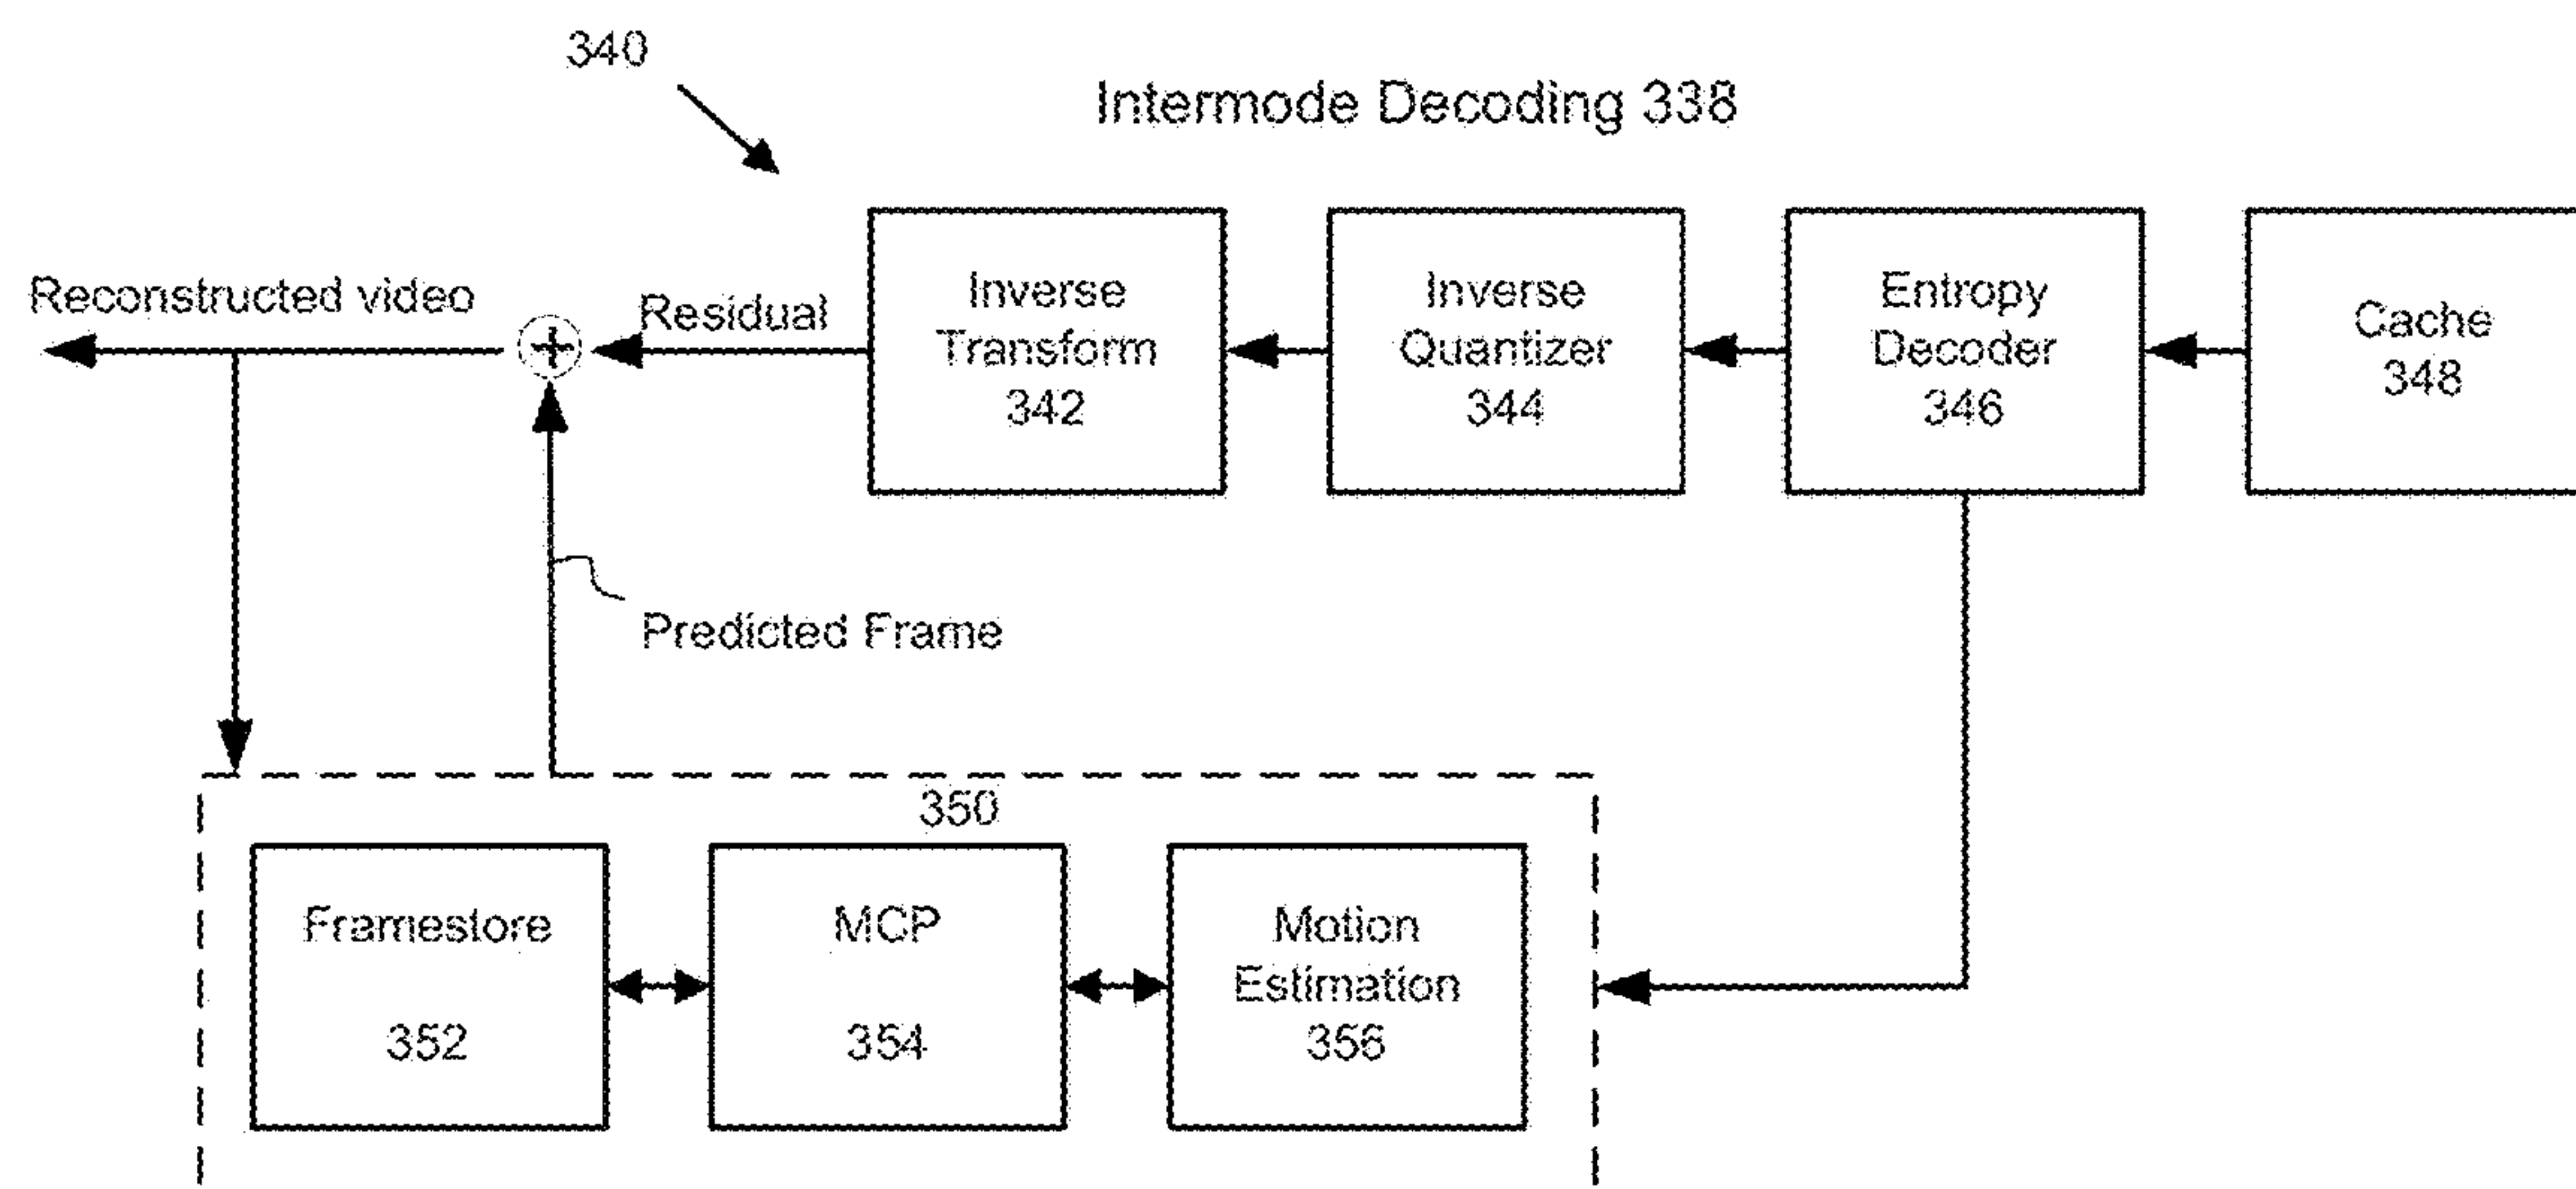 340
Intermode Decoding 338
Reconstructed video
Residual
Inverse
Transform
342
Inverse
Quantizer
344
Entropy
Decoder
346
Cache
348
+
Predicted Frame
350
Framestore
352
MCP
354
Motion
Estimation
356